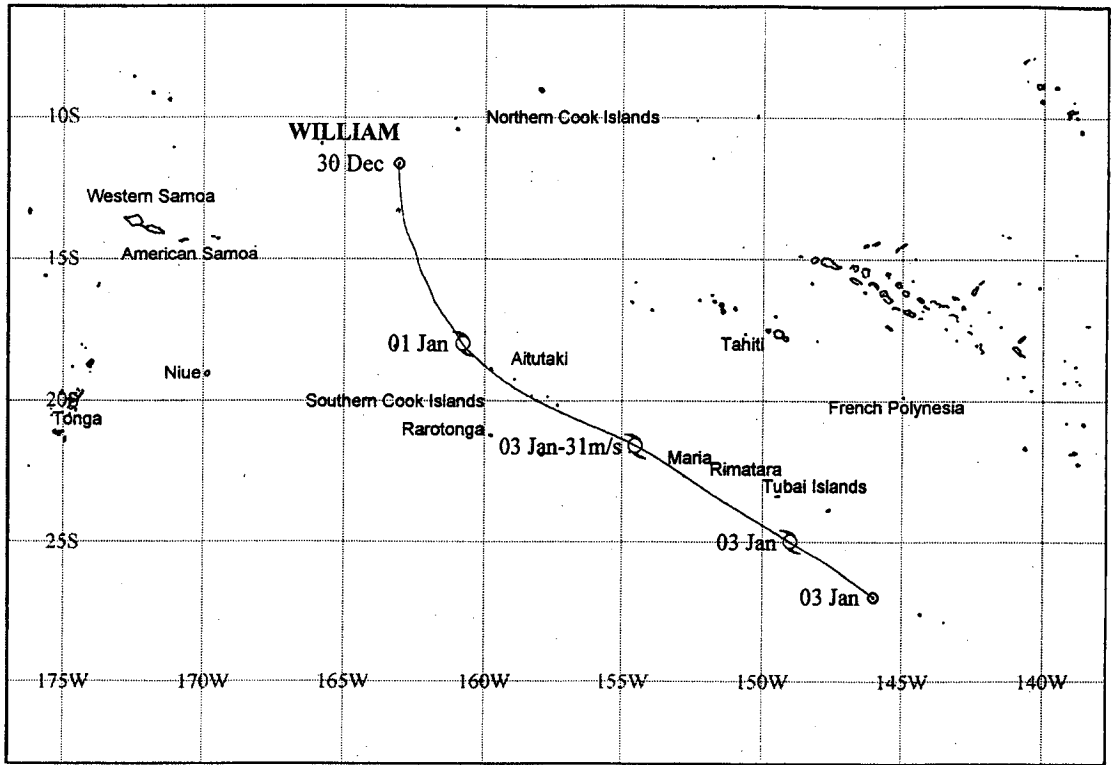 10S
Northern Cook Islands
WILLIAM
30 Dec
Western Samoa
American Samoa
15S
01 Jan
Aitutaki
Tahiti
Niue
20S
Southern Cook Islands
French Polynesia
Tonga
Rarotonga
03 Jan-31m/s
Maria
Rimatara
Tubai Islands
25S
03 Jan
03 Jan
175W
170W
165W
160W
155W
150W
145W
140W